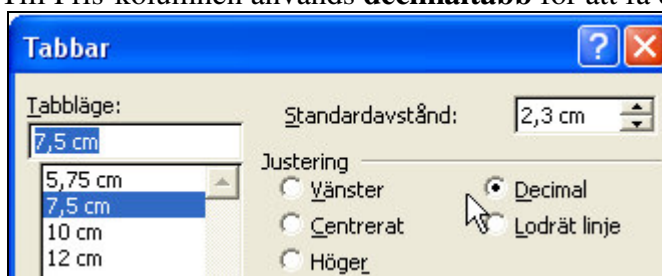 decimaltabb
Tabbar
Tabbläge: Standardavstånd: 2,3 cm
7,5 cm
Justering
5,75 cm Vänster Decimal
7,5 cm
10 cm Centrerat Lodrät linje
12 cm Höger